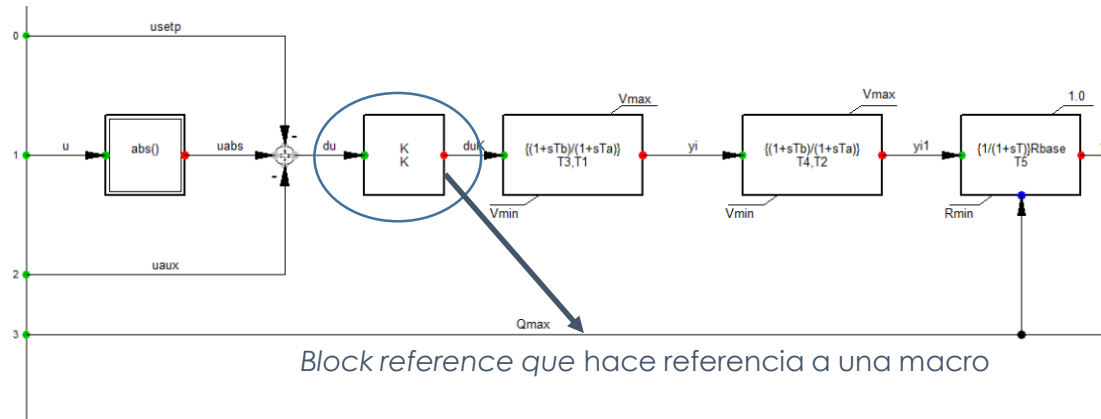 usetp
0
Vmax
Vmax
1.0
1
u
abs()
uabs
-
-
du
K
K
duK
{(1+sTb)/(1+sTa)}
T3,T1
yi
{(1+sTb)/(1+sTa)}
T4,T2
yi1
{1/(1+sT)}Rbase
T5
Vmin
Vmin
Rmin
uaux
2
Qmax
3
Block reference que hace referencia a una macro